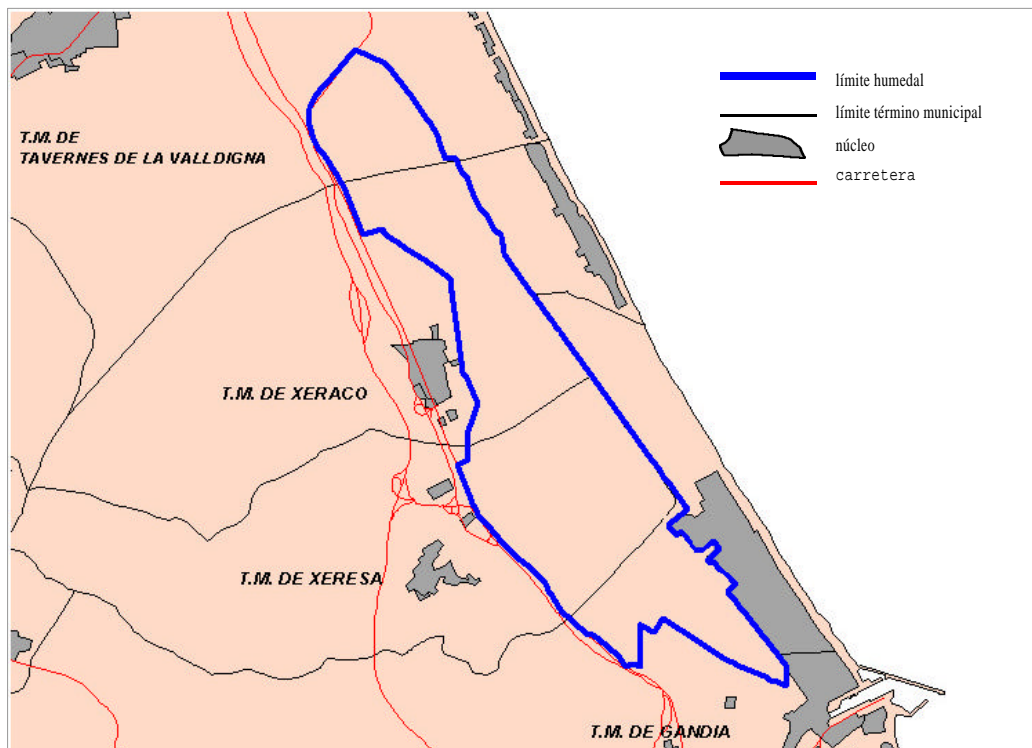 límite humedal
límite término municipal
núcleo
carretera
T.M. DE
TAVERNES DE LA VALLDIGNA
T.M. DE XERACO
T.M. DE XERESA
T.M. DE GANDIA